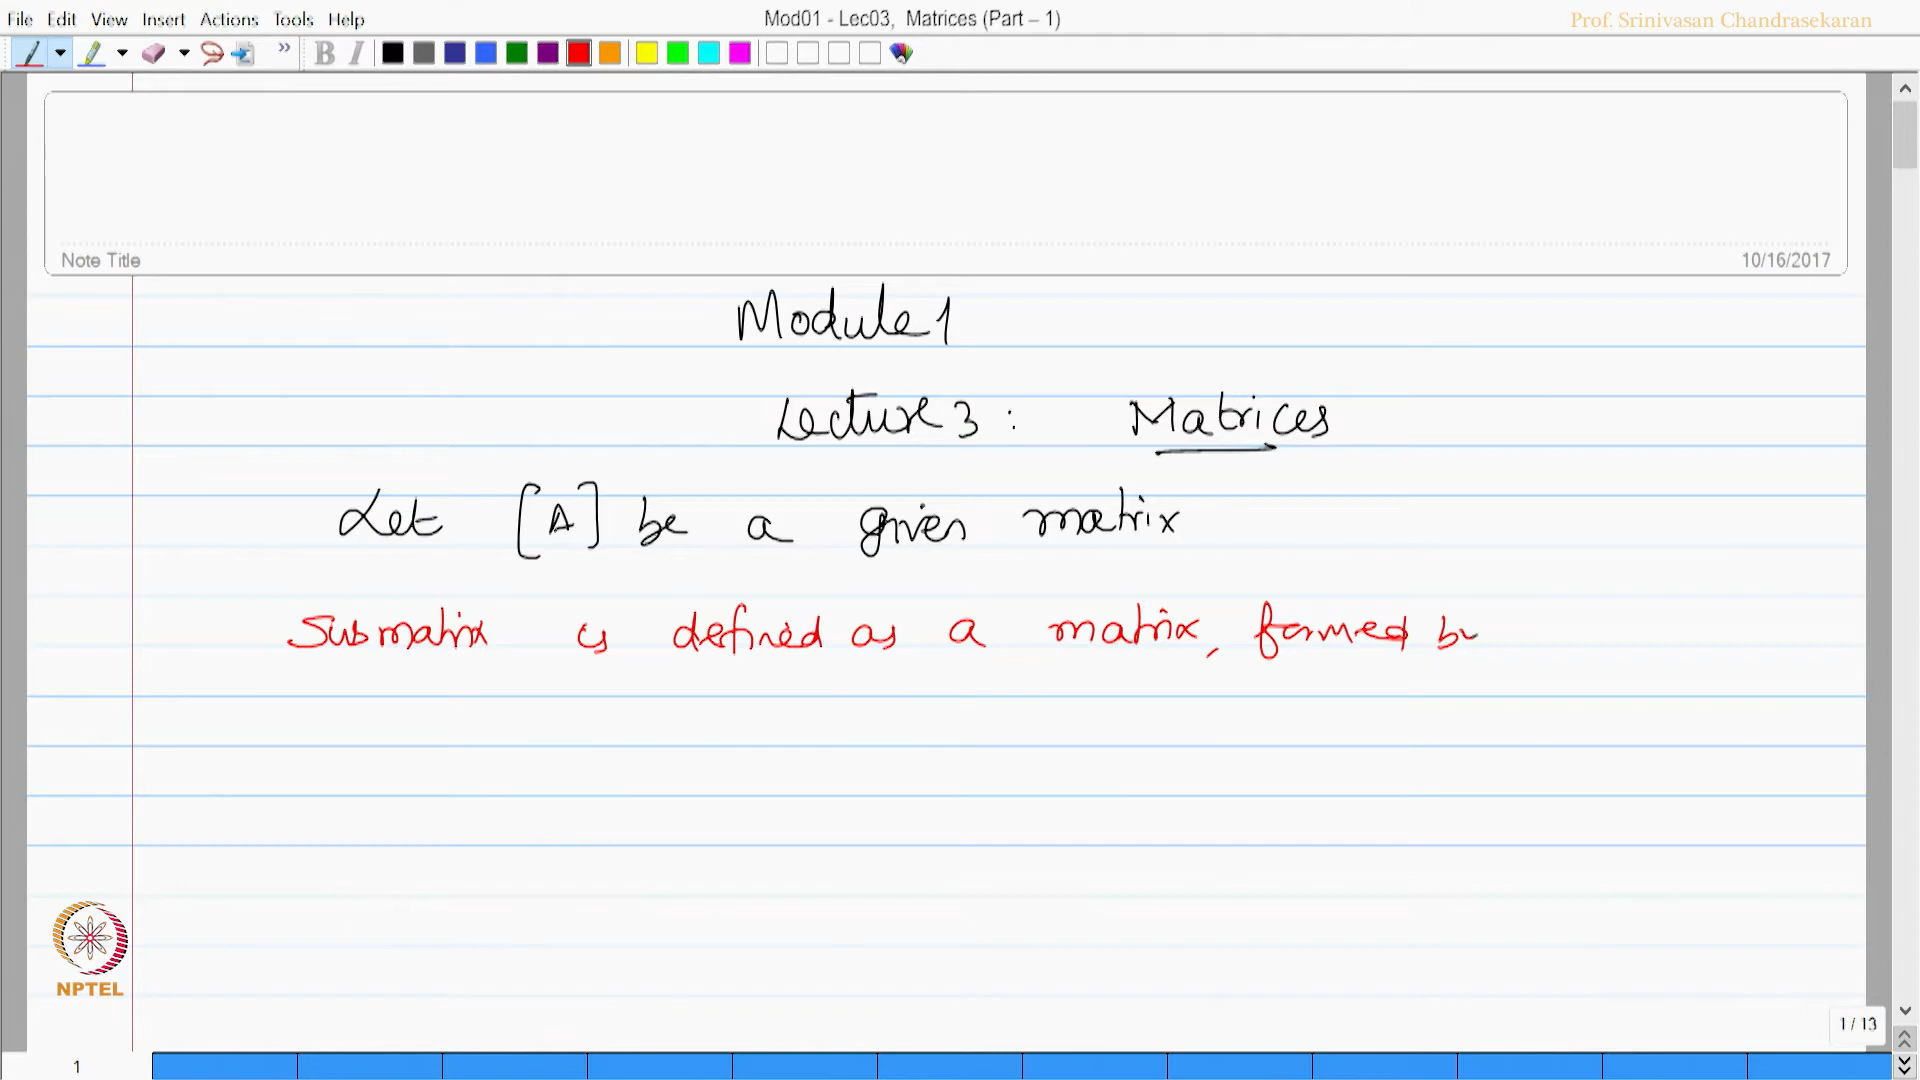 File Edit View Insert Actions Tools Help
Mod01 - Lec03, Matrices (Part – 1)
Prof. Srinivasan Chandrasekaran
B I
Note Title
10/16/2017
Module 1
Lecture 3 : Matrices
Let [A] be a given matrix
Submatrix is defined as a matrix, formed by
NPTEL
1 / 13
1